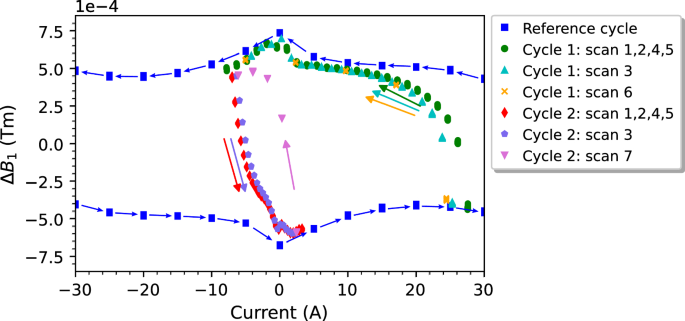 1e−4
7.5
5.0
2.5
0.0
−2.5
−5.0
−7.5
ΔB₁ (Tm)
−30 −20 −10 0 10 20 30
Current (A)
Reference cycle
Cycle 1: scan 1,2,4,5
Cycle 1: scan 3
Cycle 1: scan 6
Cycle 2: scan 1,2,4,5
Cycle 2: scan 3
Cycle 2: scan 7